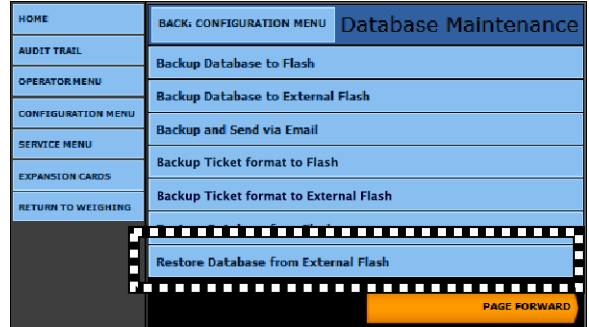 HOME
BACK: CONFIGURATION MENU
Database Maintenance
AUDIT TRAIL
OPERATOR MENU
CONFIGURATION MENU
SERVICE MENU
EXPANSION CARDS
RETURN TO WEIGHING
Backup Database to Flash
Backup Database to External Flash
Backup and Send via Email
Backup Ticket format to Flash
Backup Ticket format to External Flash
Restore Database from External Flash
PAGE FORWARD